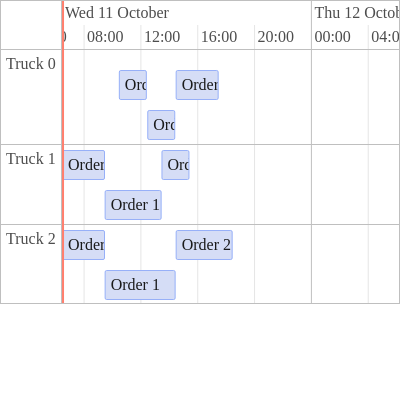 Wed 11 October Thu 12 Octob
08:00 12:00 16:00 20:00 00:00 04:0
Truck 0
Ord Order
Ord
Truck 1 Order Ord
Order 1
Truck 2 Order Order 2
Order 1